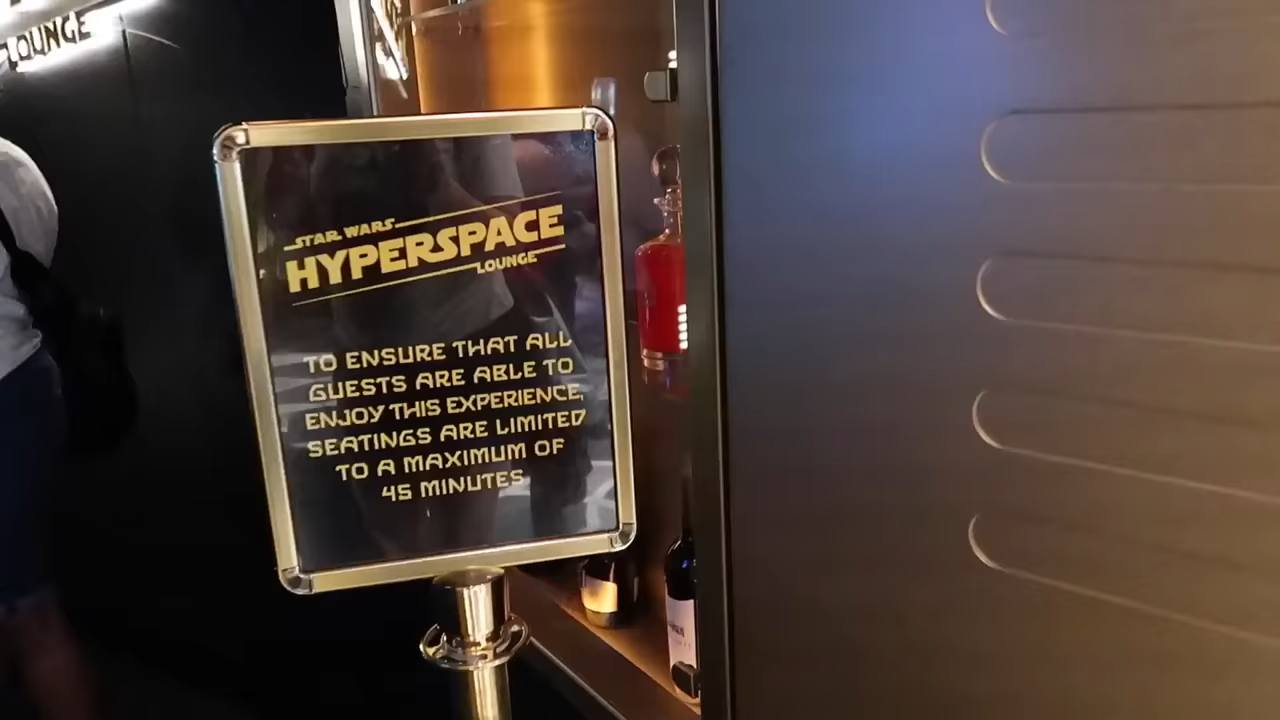 LOUNGE
STAR WARS
HYPERSPACE
LOUNGE
TO ENSURE THAT ALL
GUESTS ARE ABLE TO
ENJOY THIS EXPERIENCE,
SEATINGS ARE LIMITED
TO A MAXIMUM OF
45 MINUTES